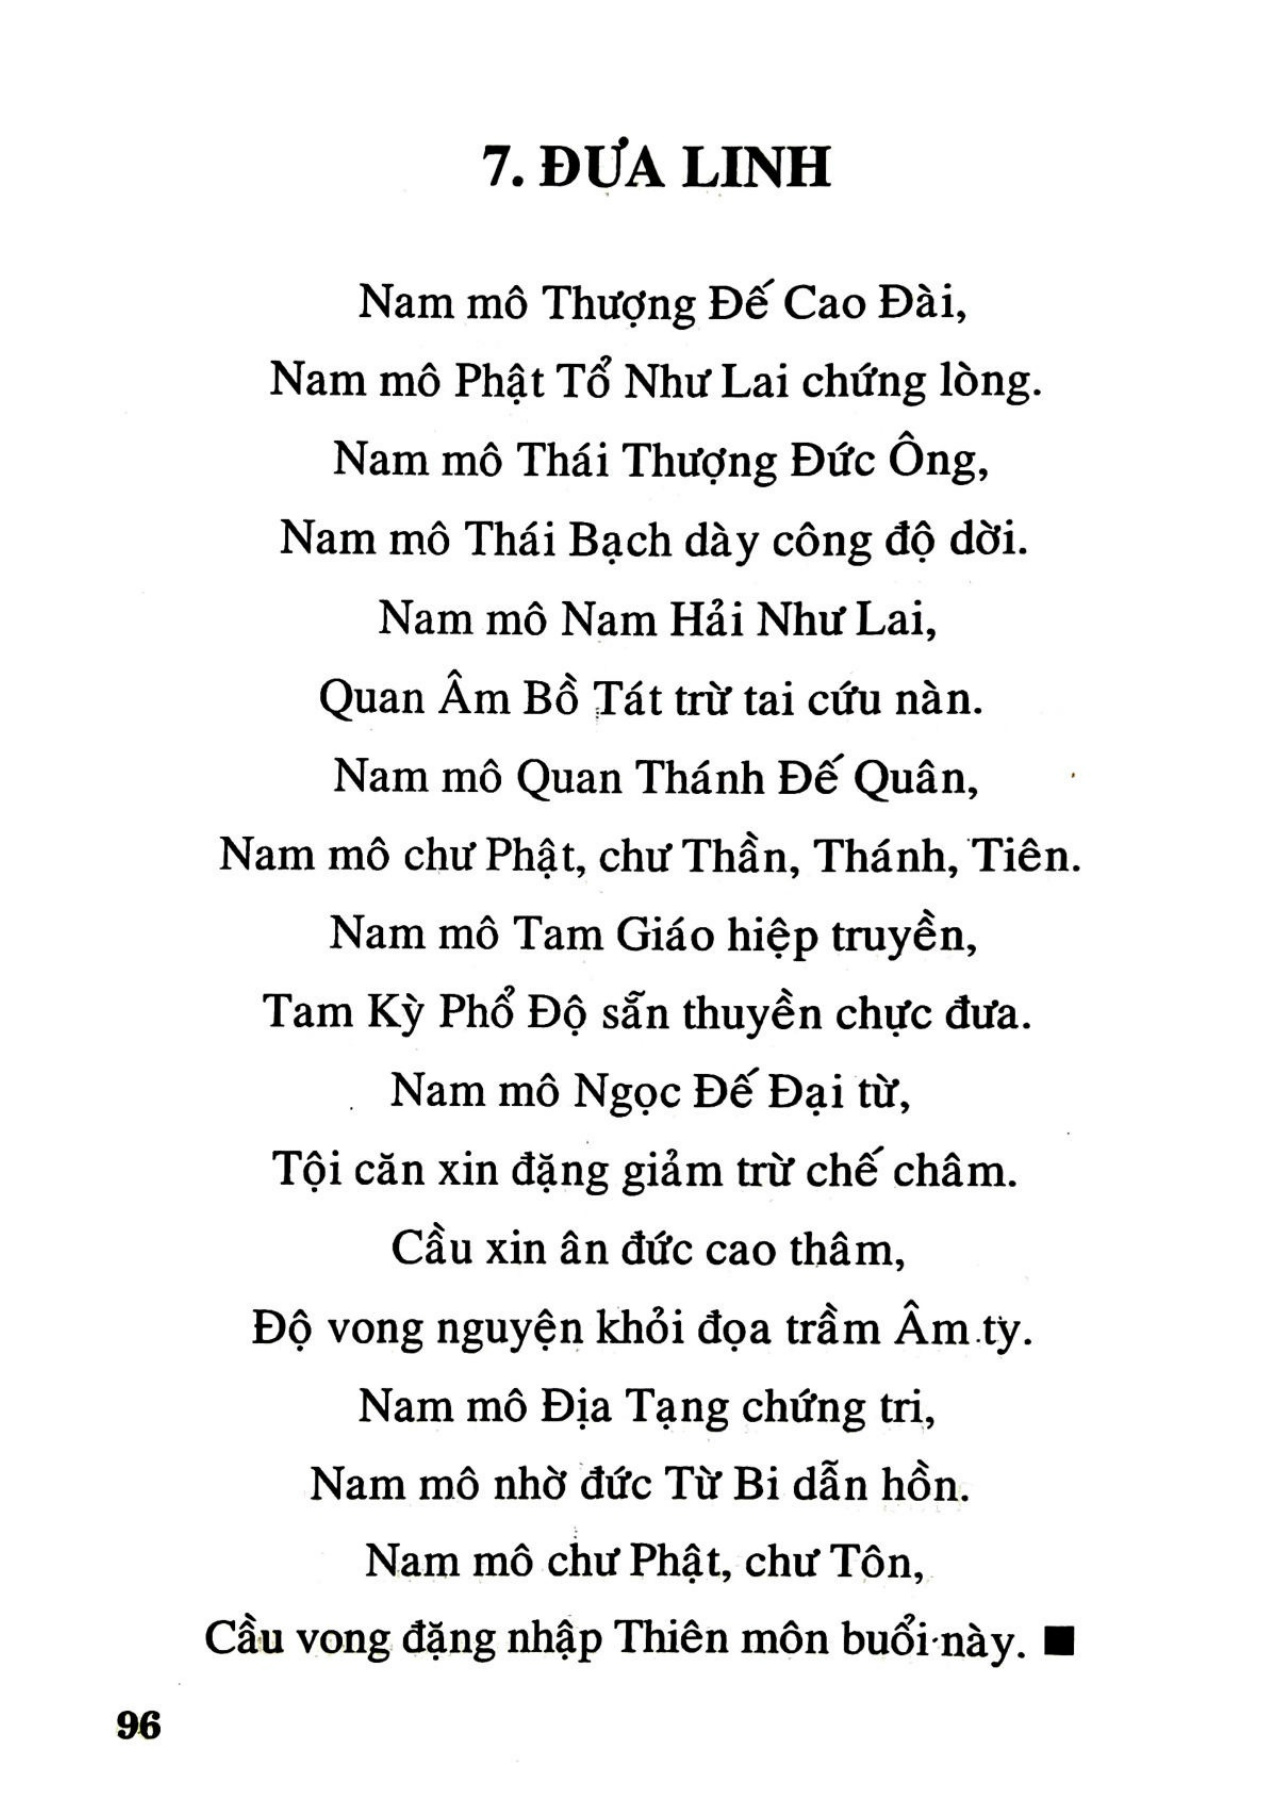 7. ĐƯA LINH
Nam mô Thượng Đế Cao Đài,
Nam mô Phật Tổ Như Lai chứng lòng.
Nam mô Thái Thượng Đức Ông,
Nam mô Thái Bạch dày công độ dời.
Nam mô Nam Hải Như Lai,
Quan Âm Bồ Tát trừ tai cứu nàn.
Nam mô Quan Thánh Đế Quân,
Nam mô chư Phật, chư Thần, Thánh, Tiên.
Nam mô Tam Giáo hiệp truyền,
Tam Kỳ Phổ Độ sẵn thuyền chực đưa.
Nam mô Ngọc Đế Đại từ,
Tội căn xin đặng giảm trừ chế châm.
Cầu xin ân đức cao thâm,
Độ vong nguyện khỏi đọa trầm Âm ty.
Nam mô Địa Tạng chứng tri,
Nam mô nhờ đức Từ Bi dẫn hồn.
Nam mô chư Phật, chư Tôn,
Cầu vong đặng nhập Thiên môn buổi này. ■
96